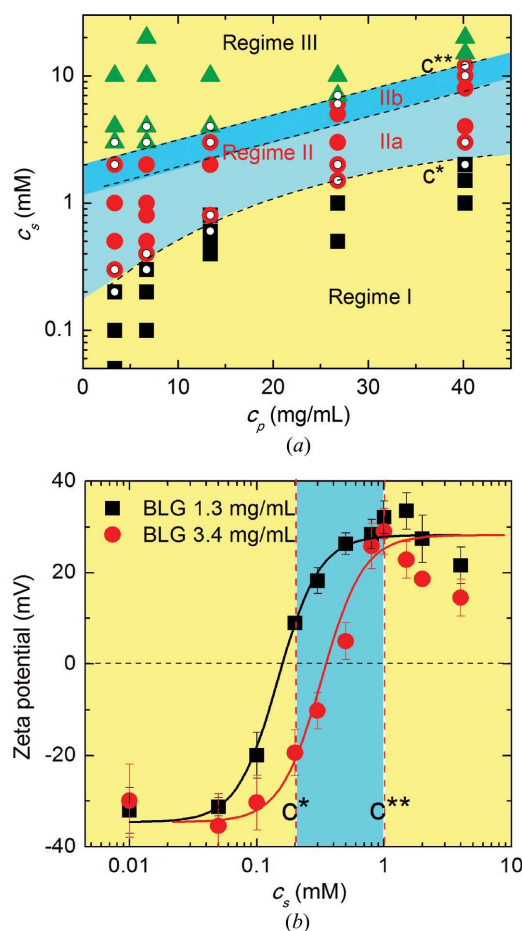 (a)
Regime III
c**
IIb
Regime II
IIa
c*
Regime I
10
1
0.1
c_s (mM)
0 10 20 30 40
c_p (mg/mL)
40
20
0
-20
-40
Zeta potential (mV)
BLG 1.3 mg/mL
BLG 3.4 mg/mL
C* C**
0.01 0.1 1
c_s (mM)
(b)